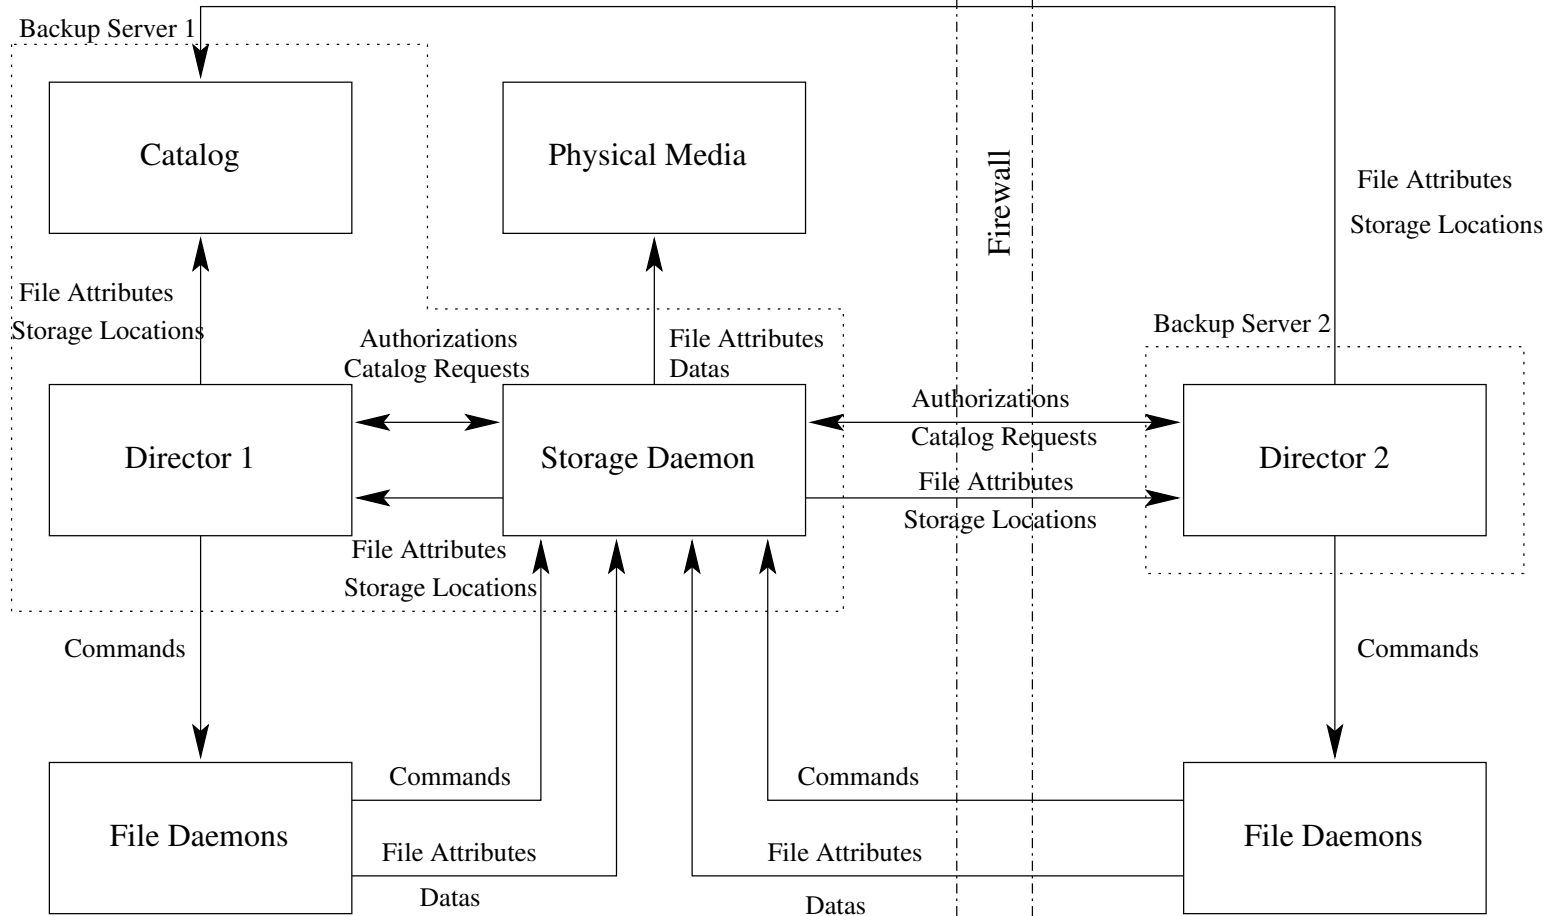 Backup Server 1
Catalog
Physical Media
Firewall
File Attributes
Storage Locations
File Attributes
Storage Locations
Authorizations
Catalog Requests
File Attributes
Datas
Backup Server 2
Authorizations
Catalog Requests
Director 1
Storage Daemon
Director 2
File Attributes
Storage Locations
File Attributes
Storage Locations
Commands
Commands
Commands
Commands
File Daemons
File Daemons
File Attributes
Datas
File Attributes
Datas